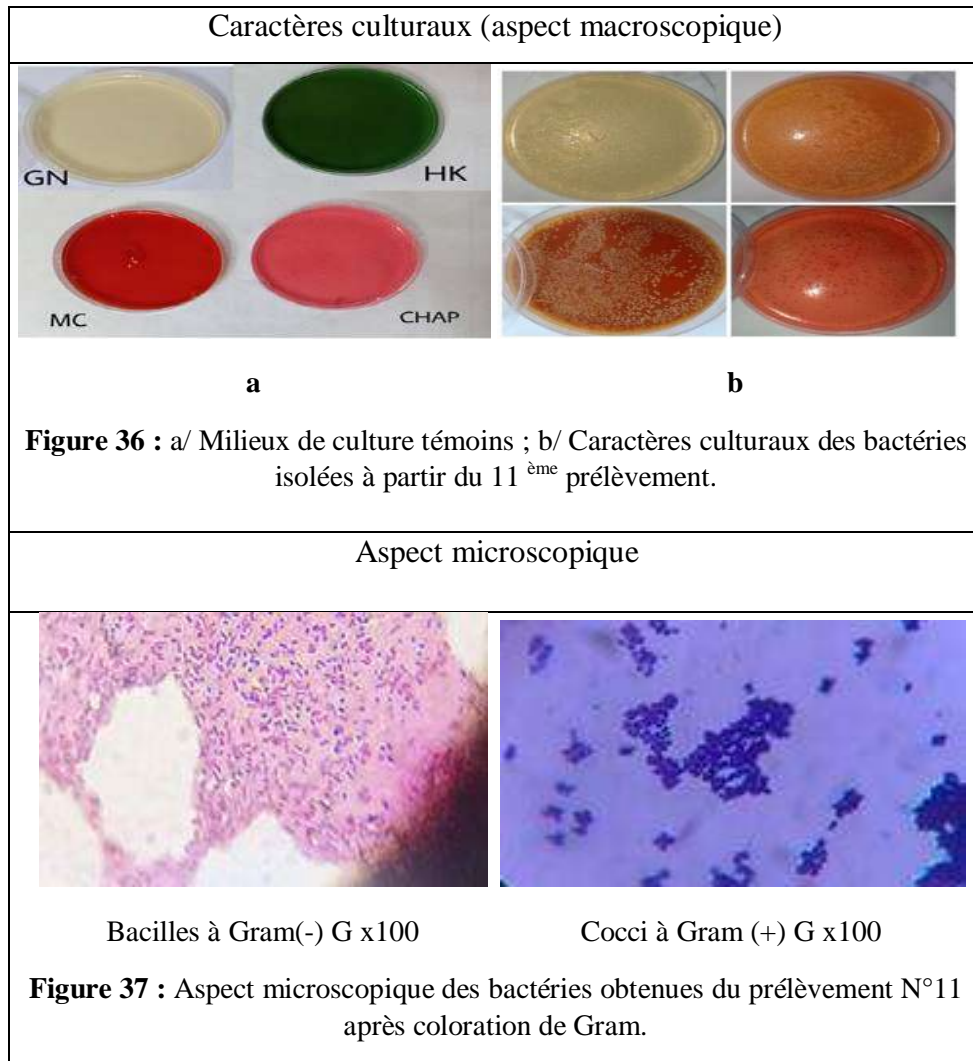 Caractères culturaux (aspect macroscopique)
GN
HK
MC
CHAP
a
b
Figure 36 : a/ Milieux de culture témoins ; b/ Caractères culturaux des bactéries
isolées à partir du 11 ème prélèvement.
Aspect microscopique
Bacilles à Gram(-) G x100
Cocci à Gram (+) G x100
Figure 37 : Aspect microscopique des bactéries obtenues du prélèvement N°11
après coloration de Gram.